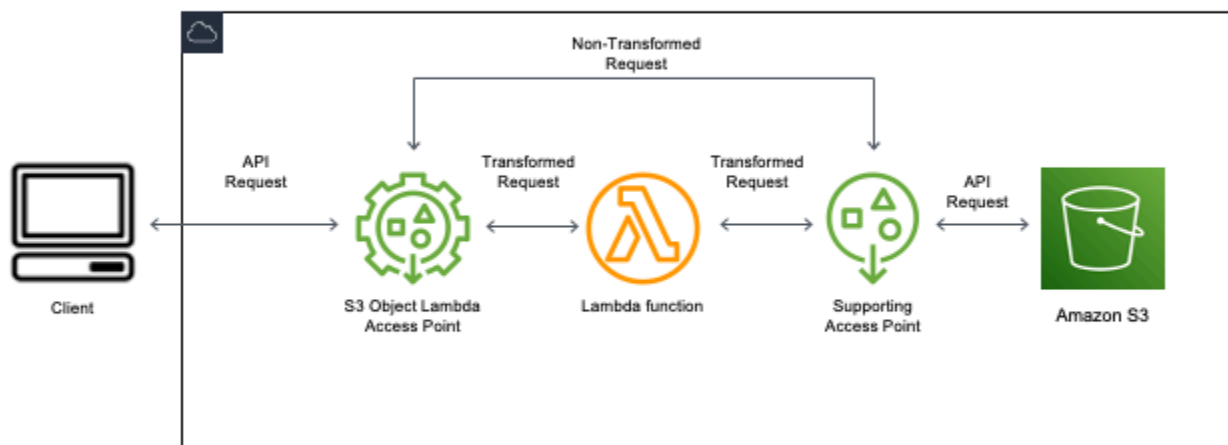 Non-Transformed
Request
API
Request
Transformed
Request
Transformed
Request
API
Request
Client
S3 Object Lambda
Access Point
Lambda function
Supporting
Access Point
Amazon S3